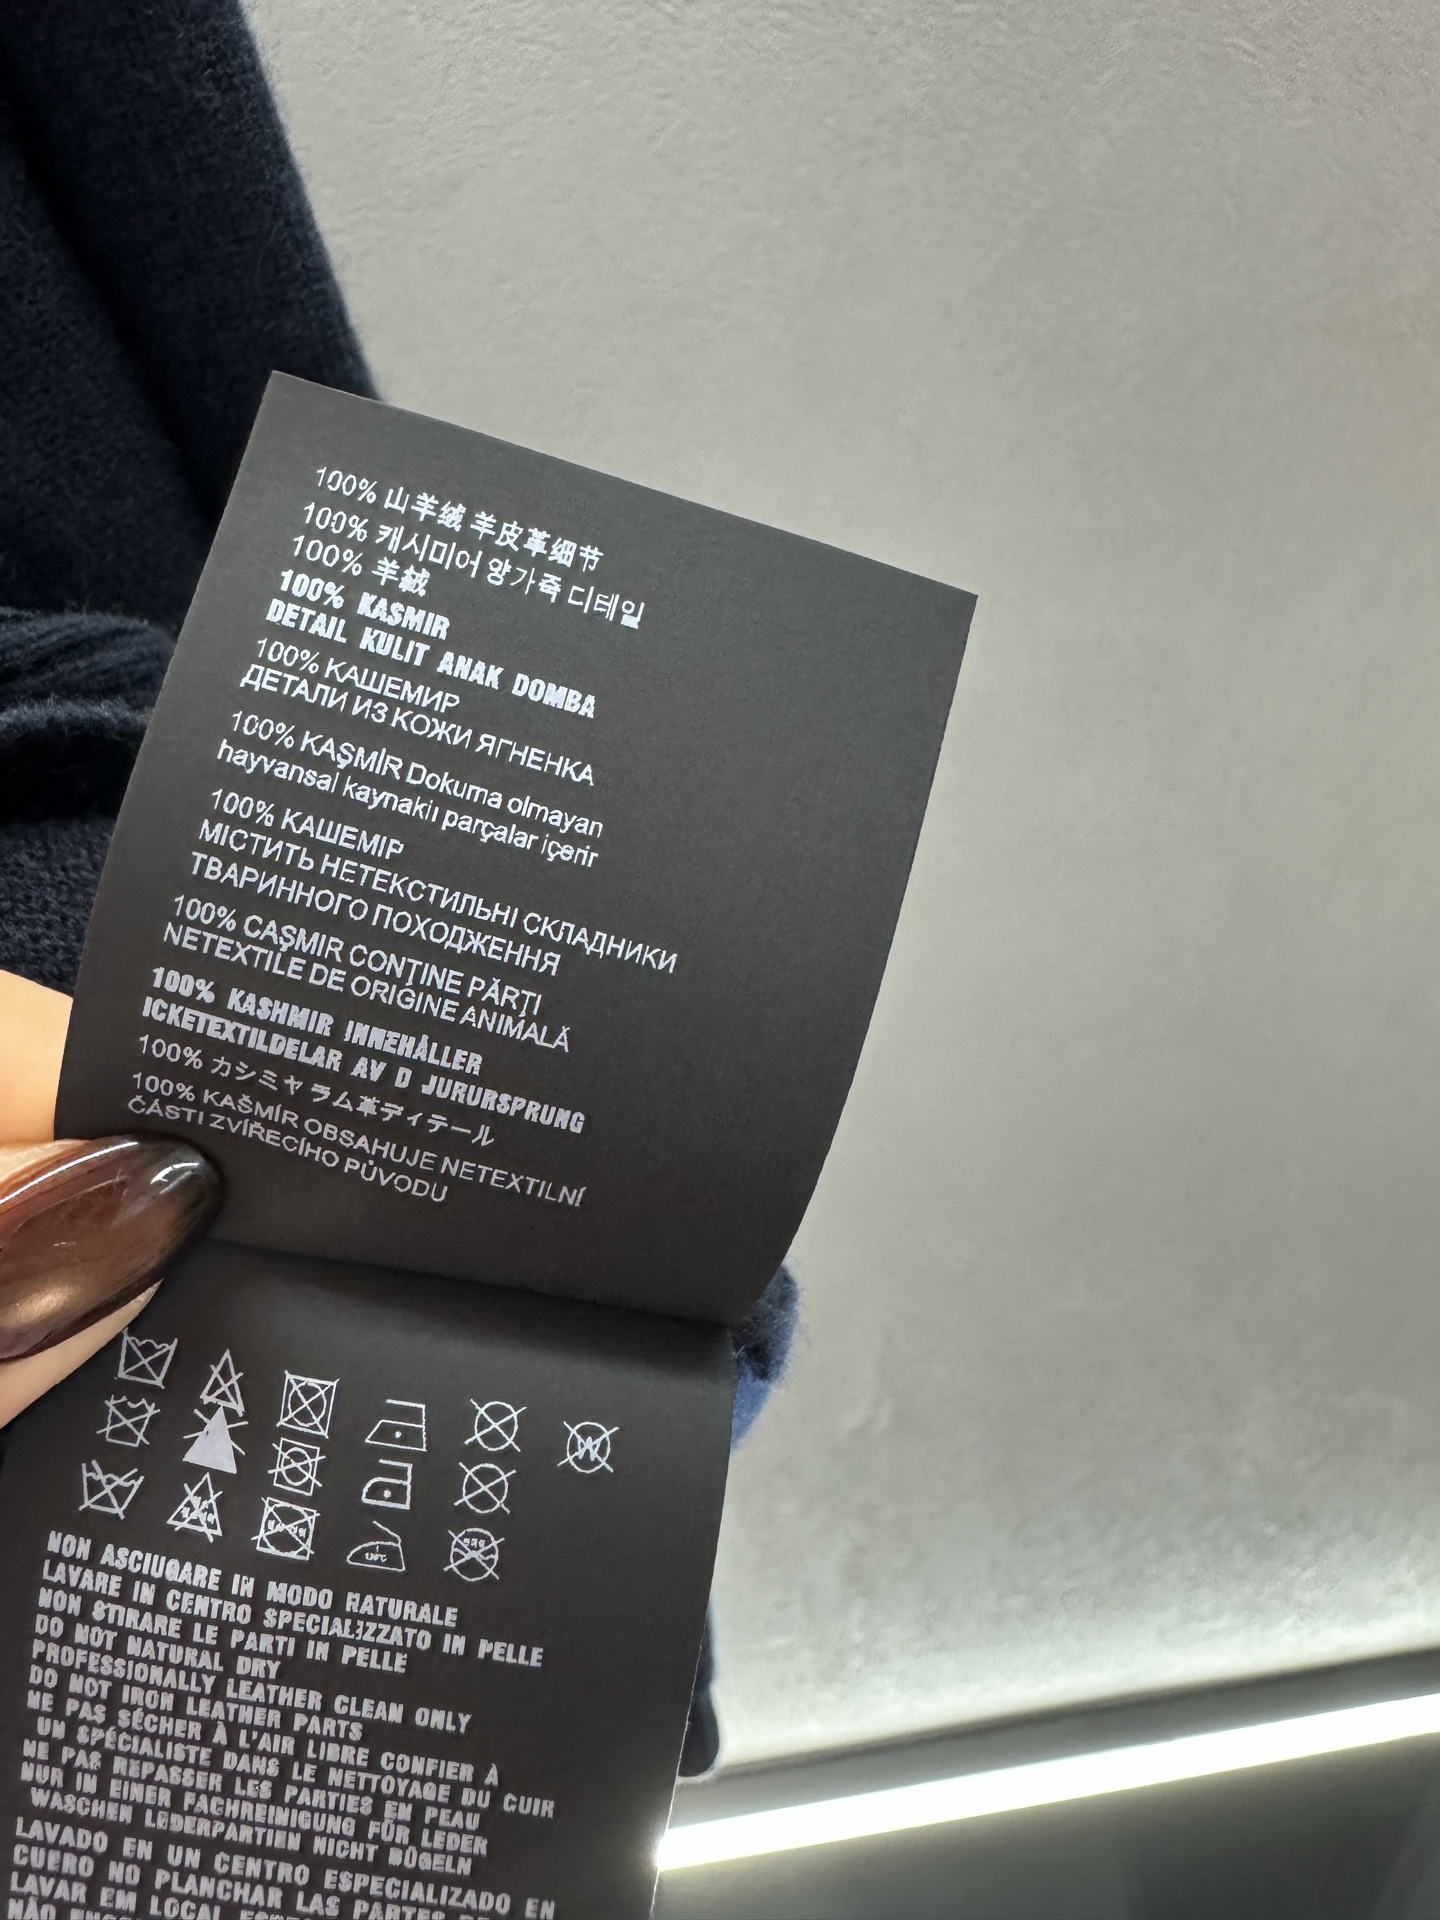 100% 山羊绒 羊皮革细节
100% 캐시미어 양가죽 디테일
100% 羊絨
100% KASMIR
DETAIL KULIT ANAK DOMBA
100% КАШЕМИР
ДЕТАЛИ ИЗ КОЖИ ЯГНЕНКА
100% KAŞMİR Dokuma olmayan
hayvansal kaynaklı parçalar içerir
100% КАШЕМІР
МІСТИТЬ НЕТЕКСТИЛЬНІ СКЛАДНИКИ
ТВАРИННОГО ПОХОДЖЕННЯ
100% CAŞMIR CONŢINE PĂRŢI
NETEXTILE DE ORIGINE ANIMALĂ
100% KASHMIR INNEHÅLLER
ICKETEXTILDELAR AV D JURURSPRUNG
100% カシミヤ ラム革ディテール
100% KAŠMÍR OBSAHUJE NETEXTILNÍ
ČÁSTI ZVÍŘECÍHO PŮVODU
W
NON ASCIUGARE IN MODO NATURALE
LAVARE IN CENTRO SPECIALIZZATO IN PELLE
NON STIRARE LE PARTI IN PELLE
DO NOT NATURAL DRY
PROFESSIONALLY LEATHER CLEAN ONLY
DO NOT IRON LEATHER PARTS
NE PAS SÉCHER À L'AIR LIBRE CONFIER À
UN SPÉCIALISTE DANS LE NETTOYAGE DU CUIR
NE PAS REPASSER LES PARTIES EN PEAU
NUR IN EINER FACHREINIGUNG FÜR LEDER
WASCHEN LEDERPARTIEN NICHT BÜGELN
LAVADO EN UN CENTRO ESPECIALIZADO EN
CUERO NO PLANCHAR LAS PARTES
LAVAR EM LOCAL
NÃO